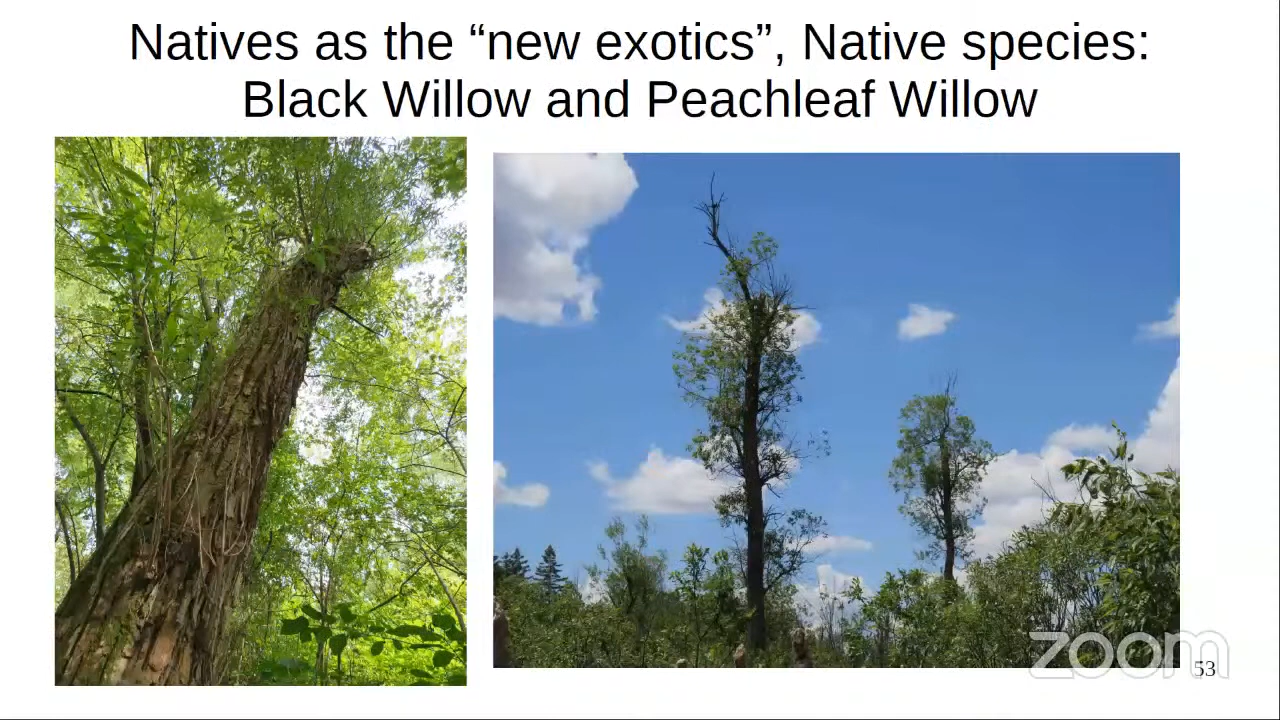 Natives as the “new exotics”, Native species:
Black Willow and Peachleaf Willow
zoom
53